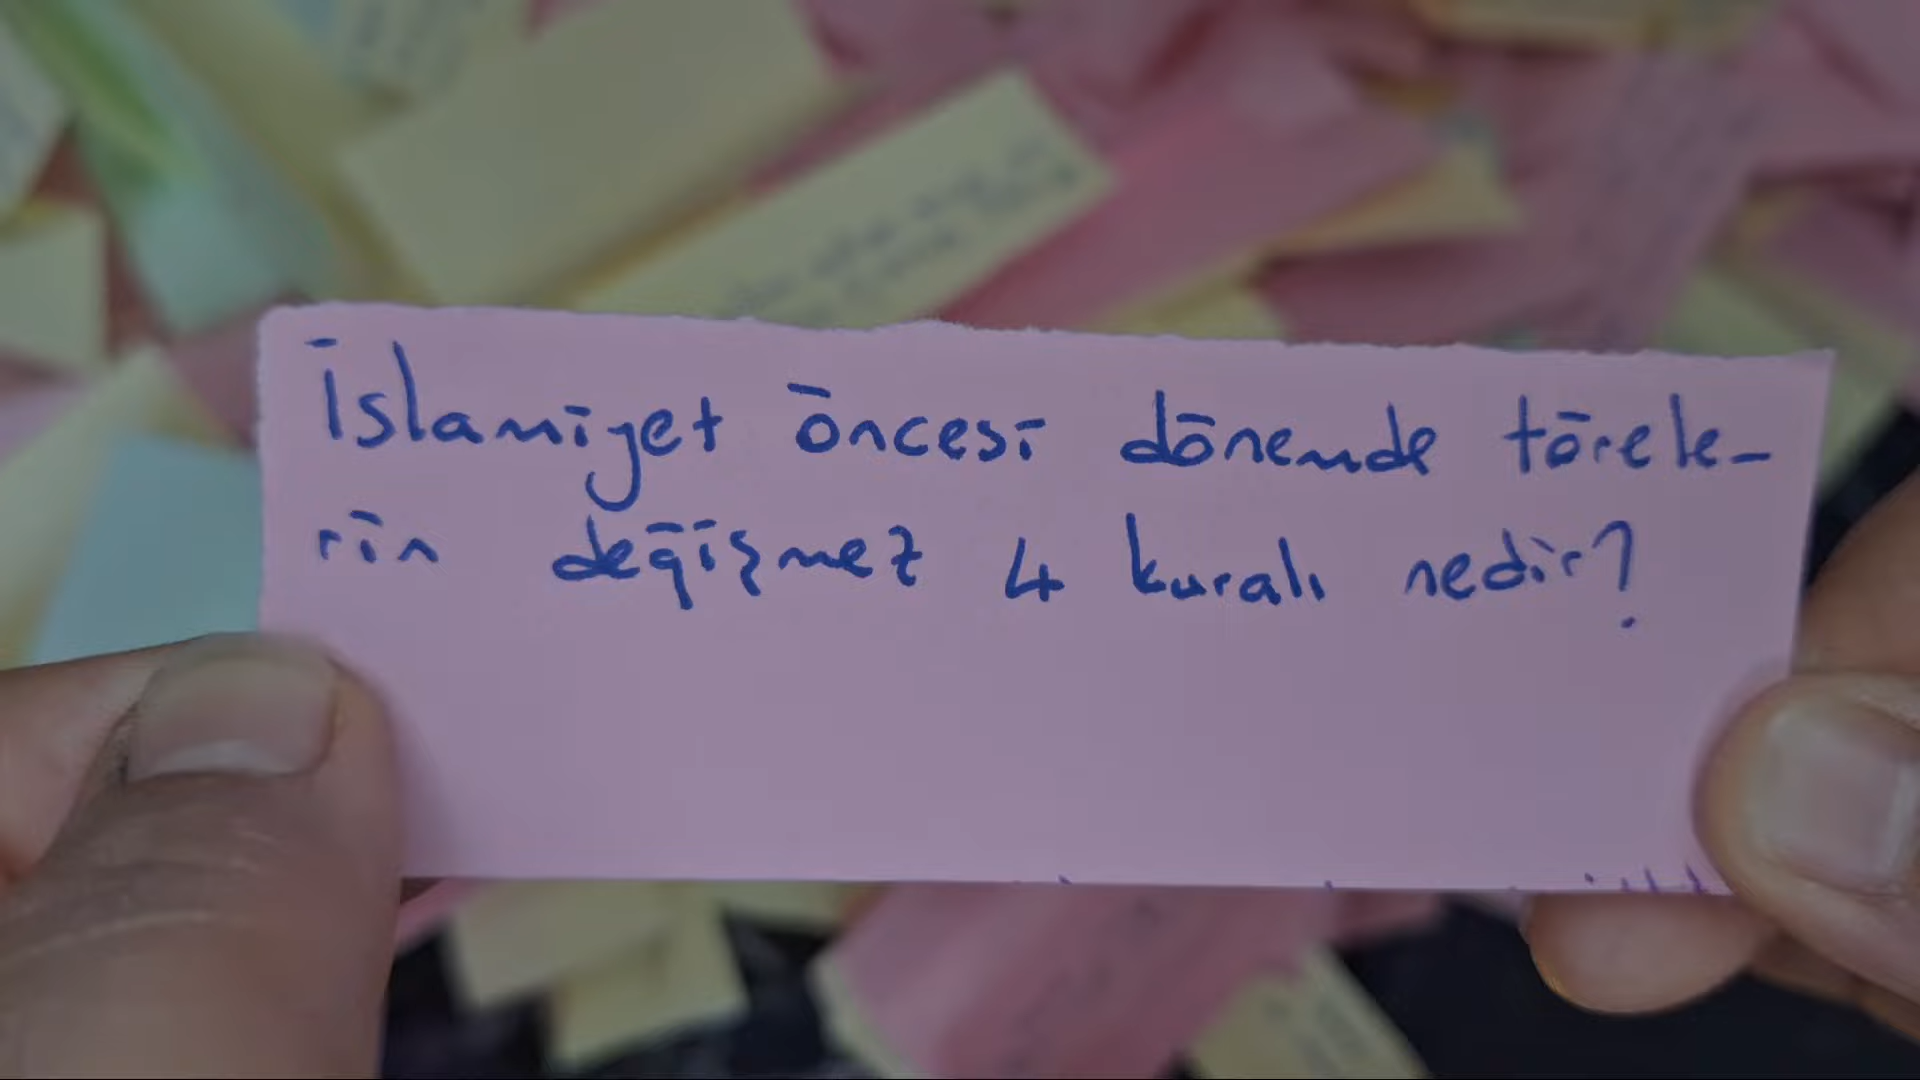 İslamiyet öncesi dönemde törele-
rin değişmez 4 kuralı nedir?